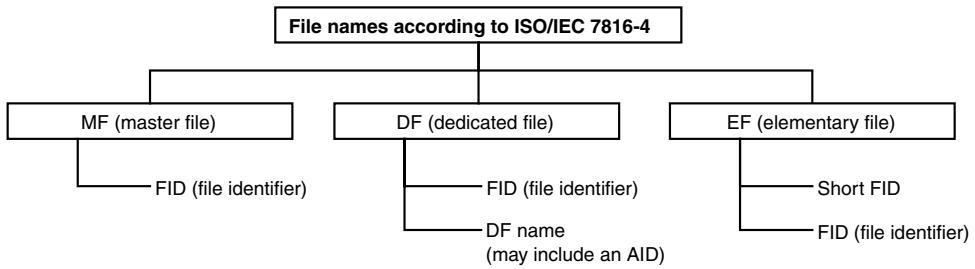 File names according to ISO/IEC 7816-4
MF (master file)
DF (dedicated file)
EF (elementary file)
FID (file identifier)
FID (file identifier)
DF name
(may include an AID)
Short FID
FID (file identifier)